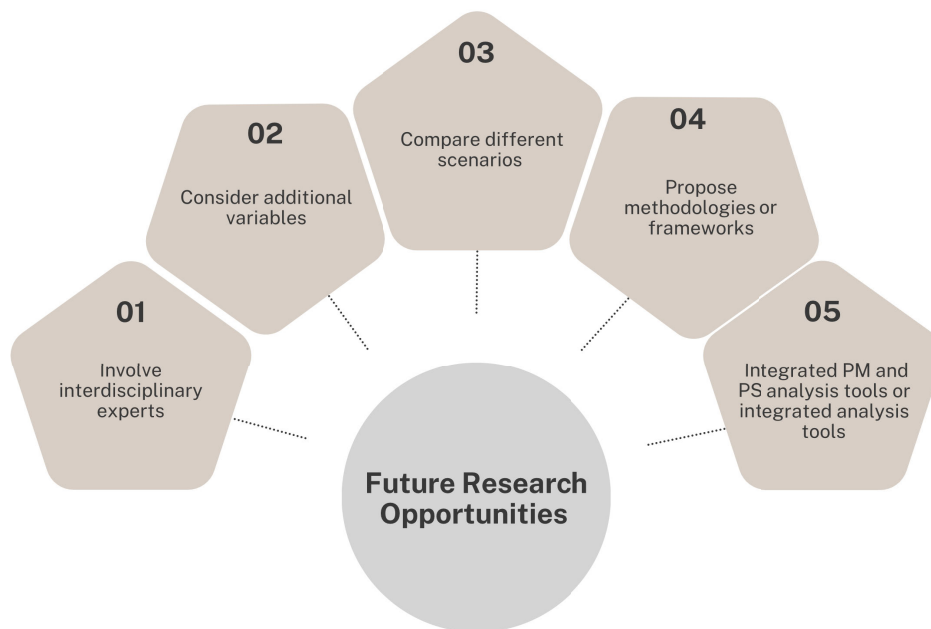 01
Involve
interdisciplinary
experts
02
Consider additional
variables
03
Compare different
scenarios
04
Propose
methodologies or
frameworks
05
Integrated PM and
PS analysis tools or
integrated analysis
tools
Future Research
Opportunities